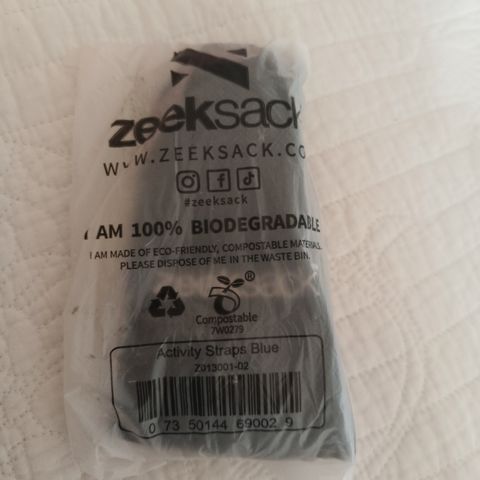 zeeksack
WWW.ZEEKSACK.CO
#zeeksack
I AM 100% BIODEGRADABLE
I AM MADE OF ECO-FRIENDLY, COMPOSTABLE MATERIALS.
PLEASE DISPOSE OF ME IN THE WASTE BIN.
®
Compostable
7W0279
Activity Straps Blue
Z013001-02
0 73 50144 69002 9